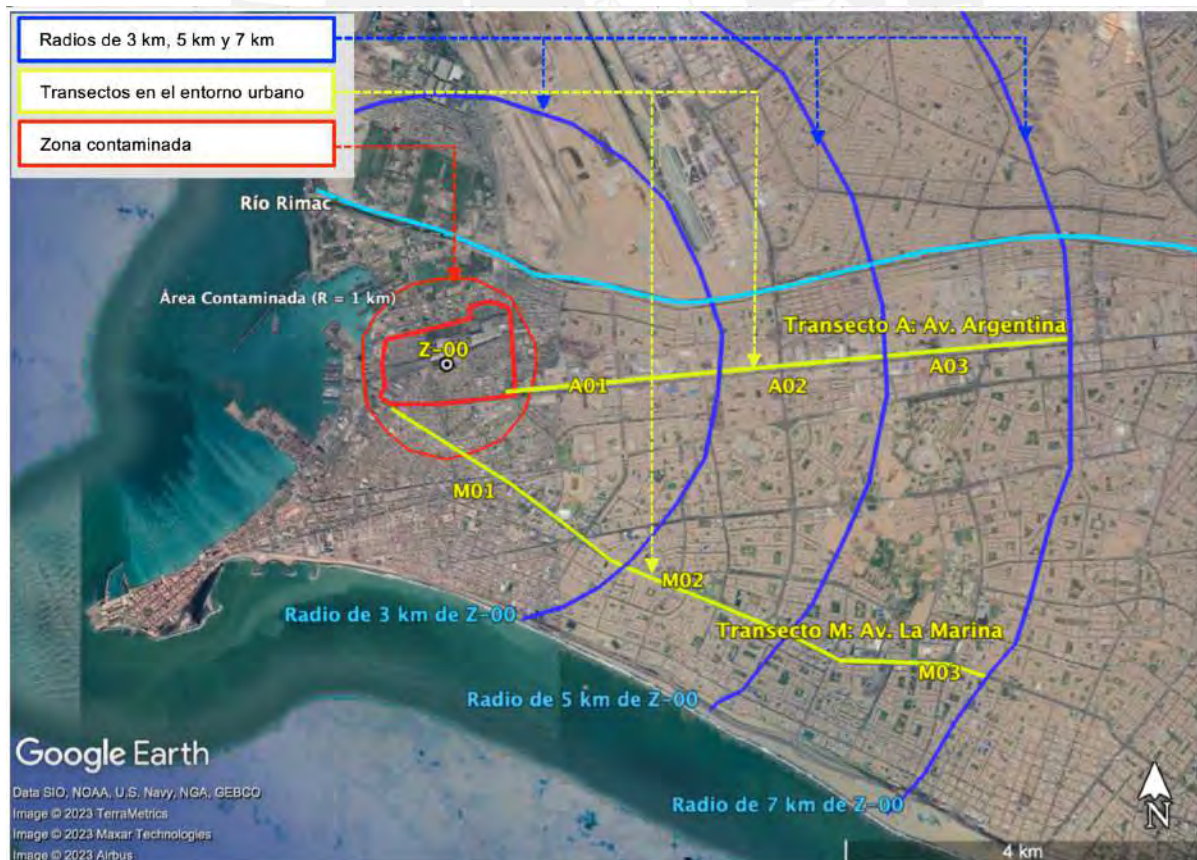 Radios de 3 km, 5 km y 7 km
Transectos en el entorno urbano
Zona contaminada
Río Rimac
Área Contaminada (R = 1 km)
Z-00
Transecto A: Av. Argentina
A01
A02
A03
M01
M02
Radio de 3 km de Z-00
Transecto M: Av. La Marina
M03
Radio de 5 km de Z-00
Google Earth
Data SIO, NOAA, U.S. Navy, NGA, GEBCO
Image © 2023 TerraMetrics
Image © 2023 Maxar Technologies
Image © 2023 Airbus
Radio de 7 km de Z-00
N
4 km